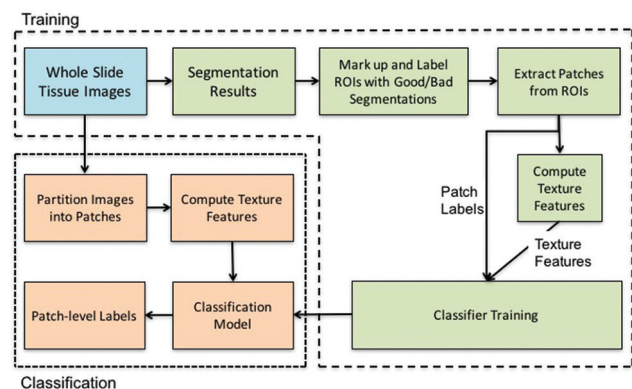 Training
Whole Slide
Tissue Images
Segmentation
Results
Mark up and Label
ROIs with Good/Bad
Segmentations
Extract Patches
from ROIs
Partition Images
into Patches
Compute Texture
Features
Patch
Labels
Compute
Texture
Features
Texture
Features
Patch-level Labels
Classification
Model
Classifier Training
Classification